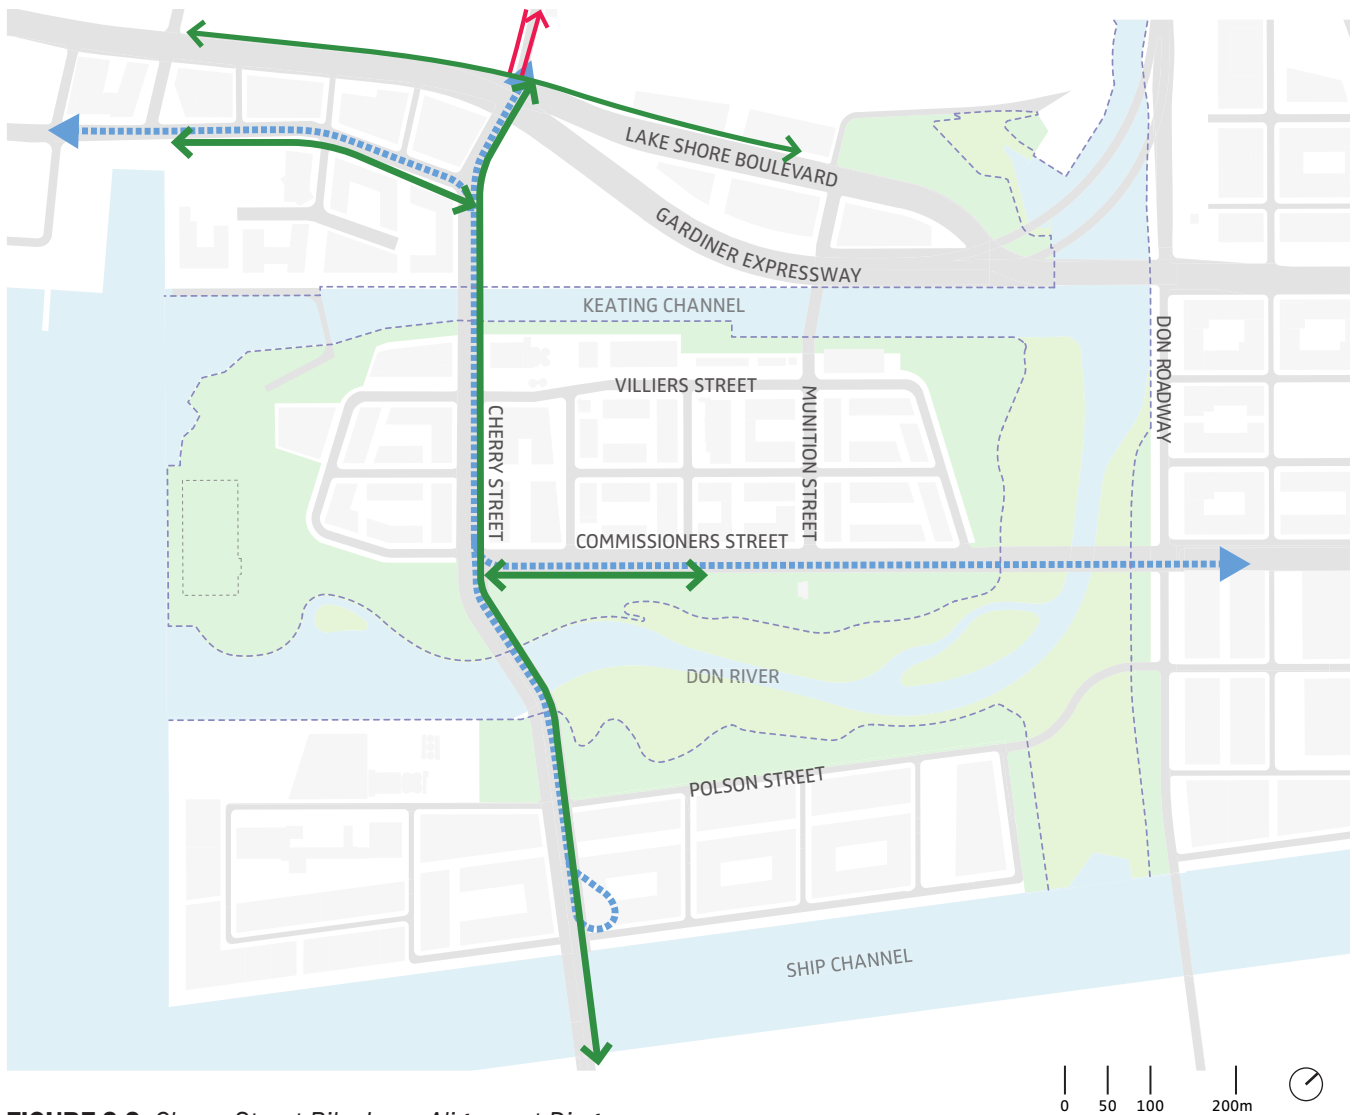 LAKE SHORE BOULEVARD
GARDINER EXPRESSWAY
KEATING CHANNEL
DON ROADWAY
VILLIERS STREET
CHERRY STREET
MUNITION STREET
COMMISSIONERS STREET
DON RIVER
POLSON STREET
SHIP CHANNEL
0 50 100 200m